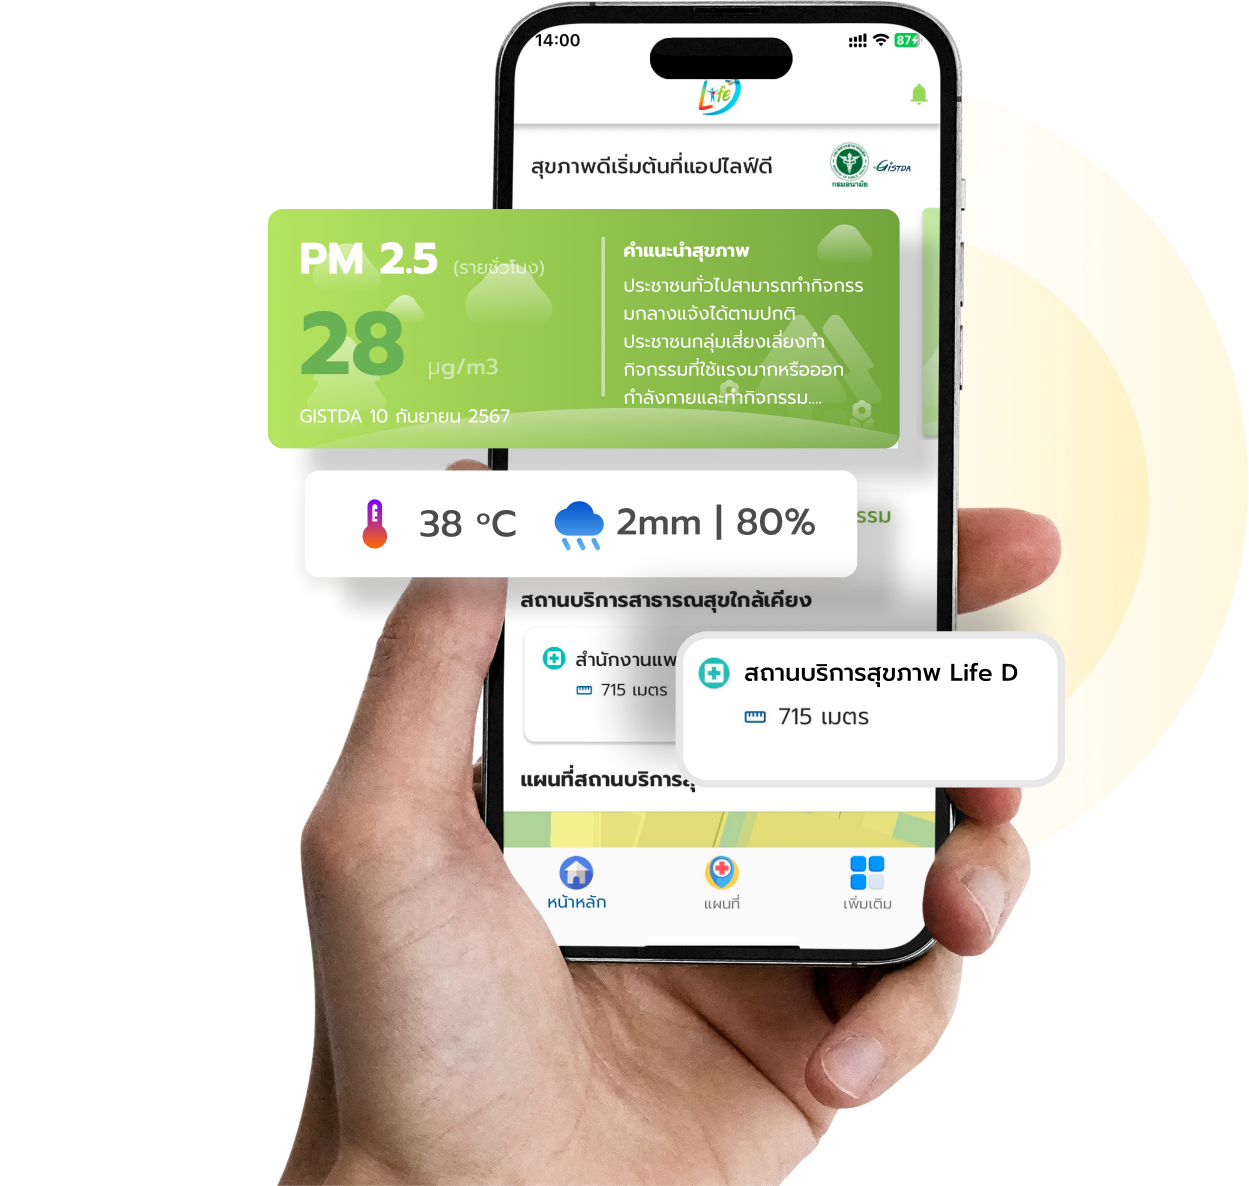 14:00
87
Life
สุขภาพดีเริ่มต้นที่แอปไลฟ์ดี
กรมอนามัย
GISTDA
PM 2.5 (รายชั่วโมง)
28 µg/m3
GISTDA 10 กันยายน 2567
คำแนะนำสุขภาพ
ประชาชนทั่วไปสามารถทำกิจกรร
มกลางแจ้งได้ตามปกติ
ประชาชนกลุ่มเสี่ยงเลี่ยงทำ
กิจกรรมที่ใช้แรงมากหรือออก
กำลังกายและทำกิจกรรม....
38 °C 2mm | 80%
รรม
สถานบริการสาธารณสุขใกล้เคียง
สำนักงานแพ
715 เมตร
สถานบริการสุขภาพ Life D
715 เมตร
แผนที่สถานบริการสุ
หน้าหลัก
แผนที่
เพิ่มเติม